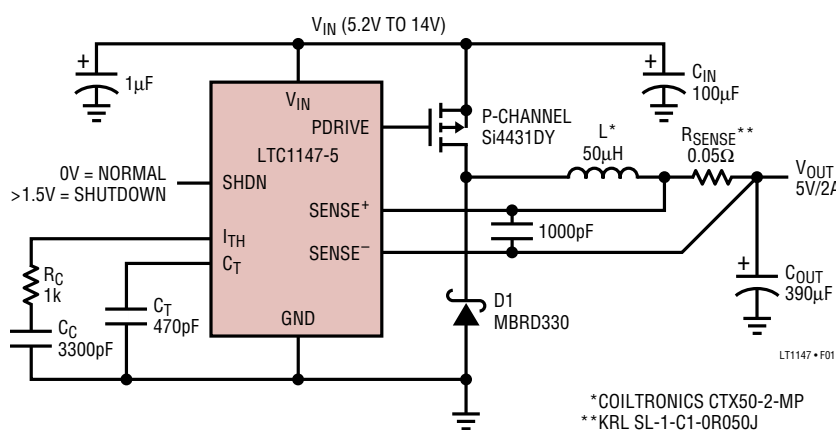 VIN (5.2V TO 14V)
+
1µF
VIN
PDRIVE
LTC1147-5
P-CHANNEL
Si4431DY
+
CIN
100µF
L*
50µH
RSENSE**
0.05Ω
VOUT
5V/2A
0V = NORMAL
>1.5V = SHUTDOWN
SHDN
SENSE+
1000pF
SENSE–
ITH
CT
RC
1k
CC
3300pF
CT
470pF
GND
D1
MBRD330
+
COUT
390µF
LT1147 • F01
*COILTRONICS CTX50-2-MP
**KRL SL-1-C1-0R050J